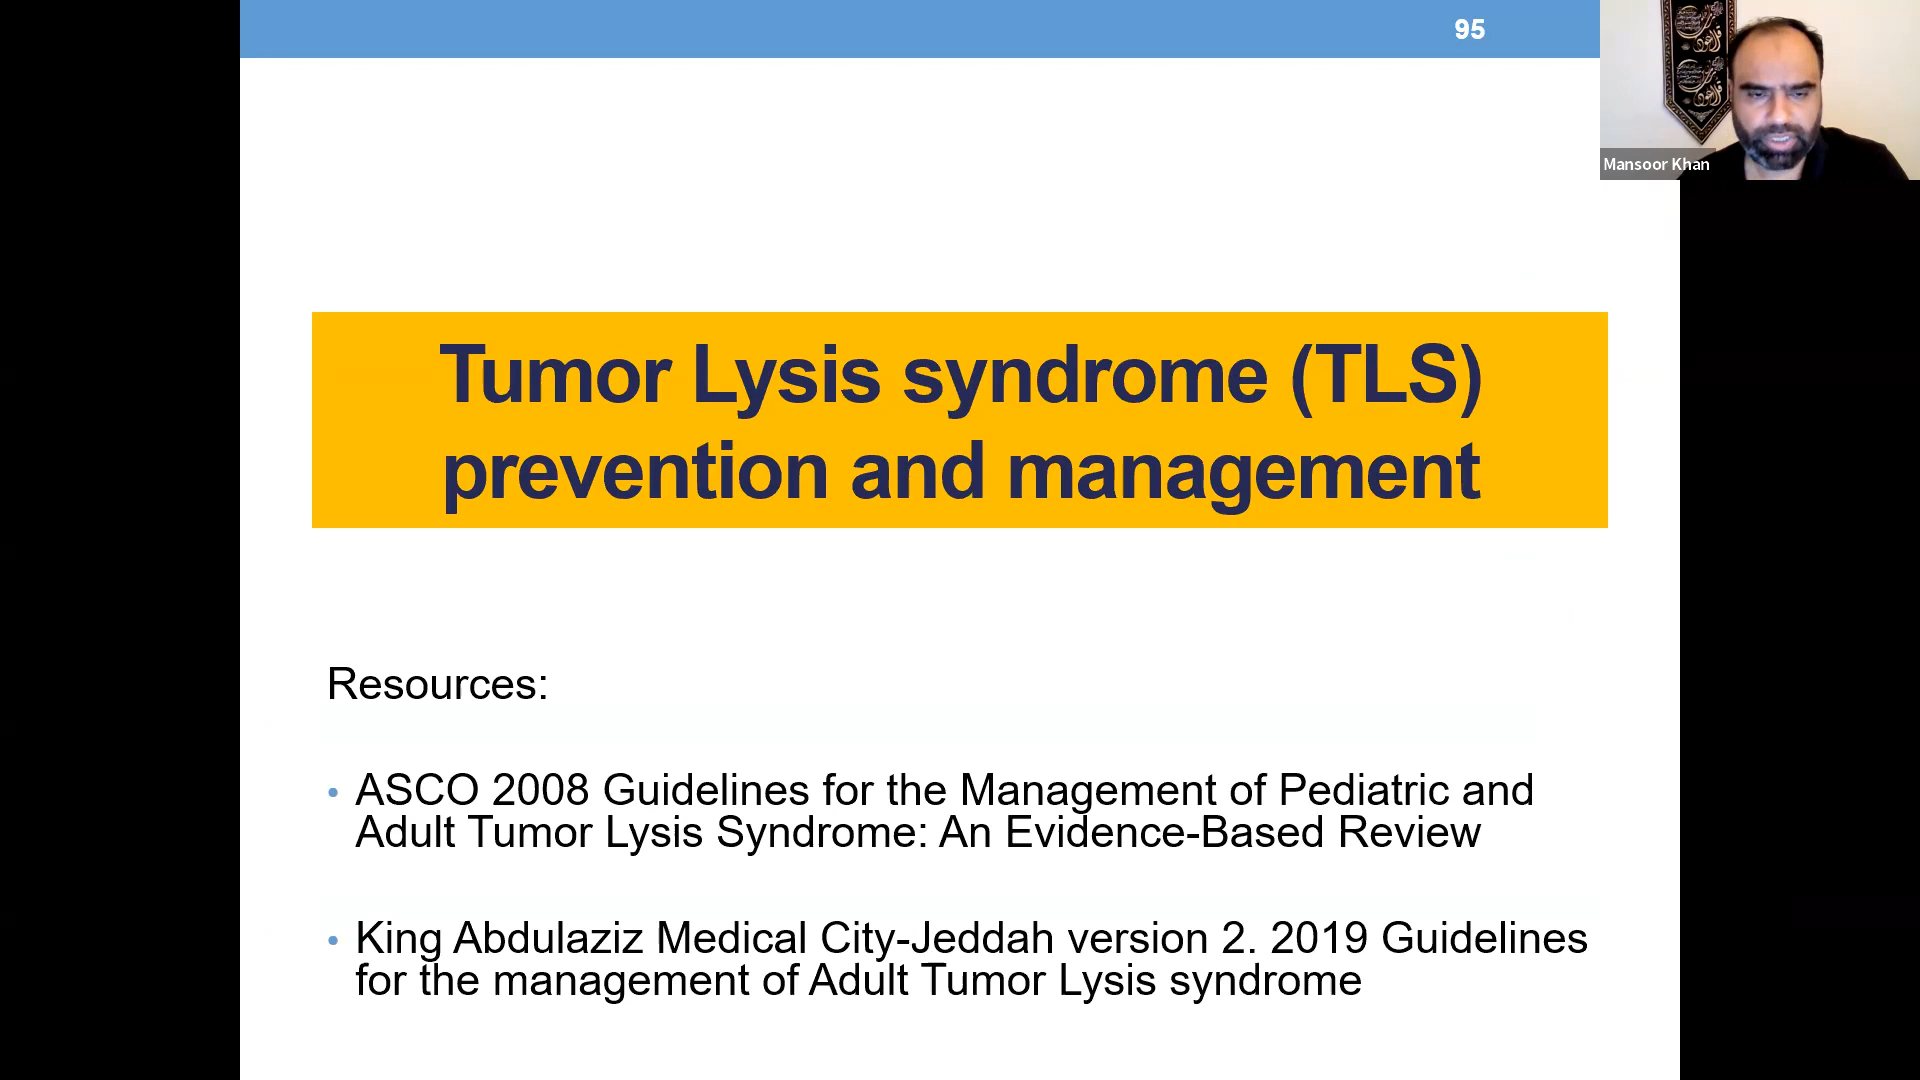 95
Mansoor Khan
Tumor Lysis syndrome (TLS)
prevention and management
Resources:
• ASCO 2008 Guidelines for the Management of Pediatric and
Adult Tumor Lysis Syndrome: An Evidence-Based Review
• King Abdulaziz Medical City-Jeddah version 2. 2019 Guidelines
for the management of Adult Tumor Lysis syndrome